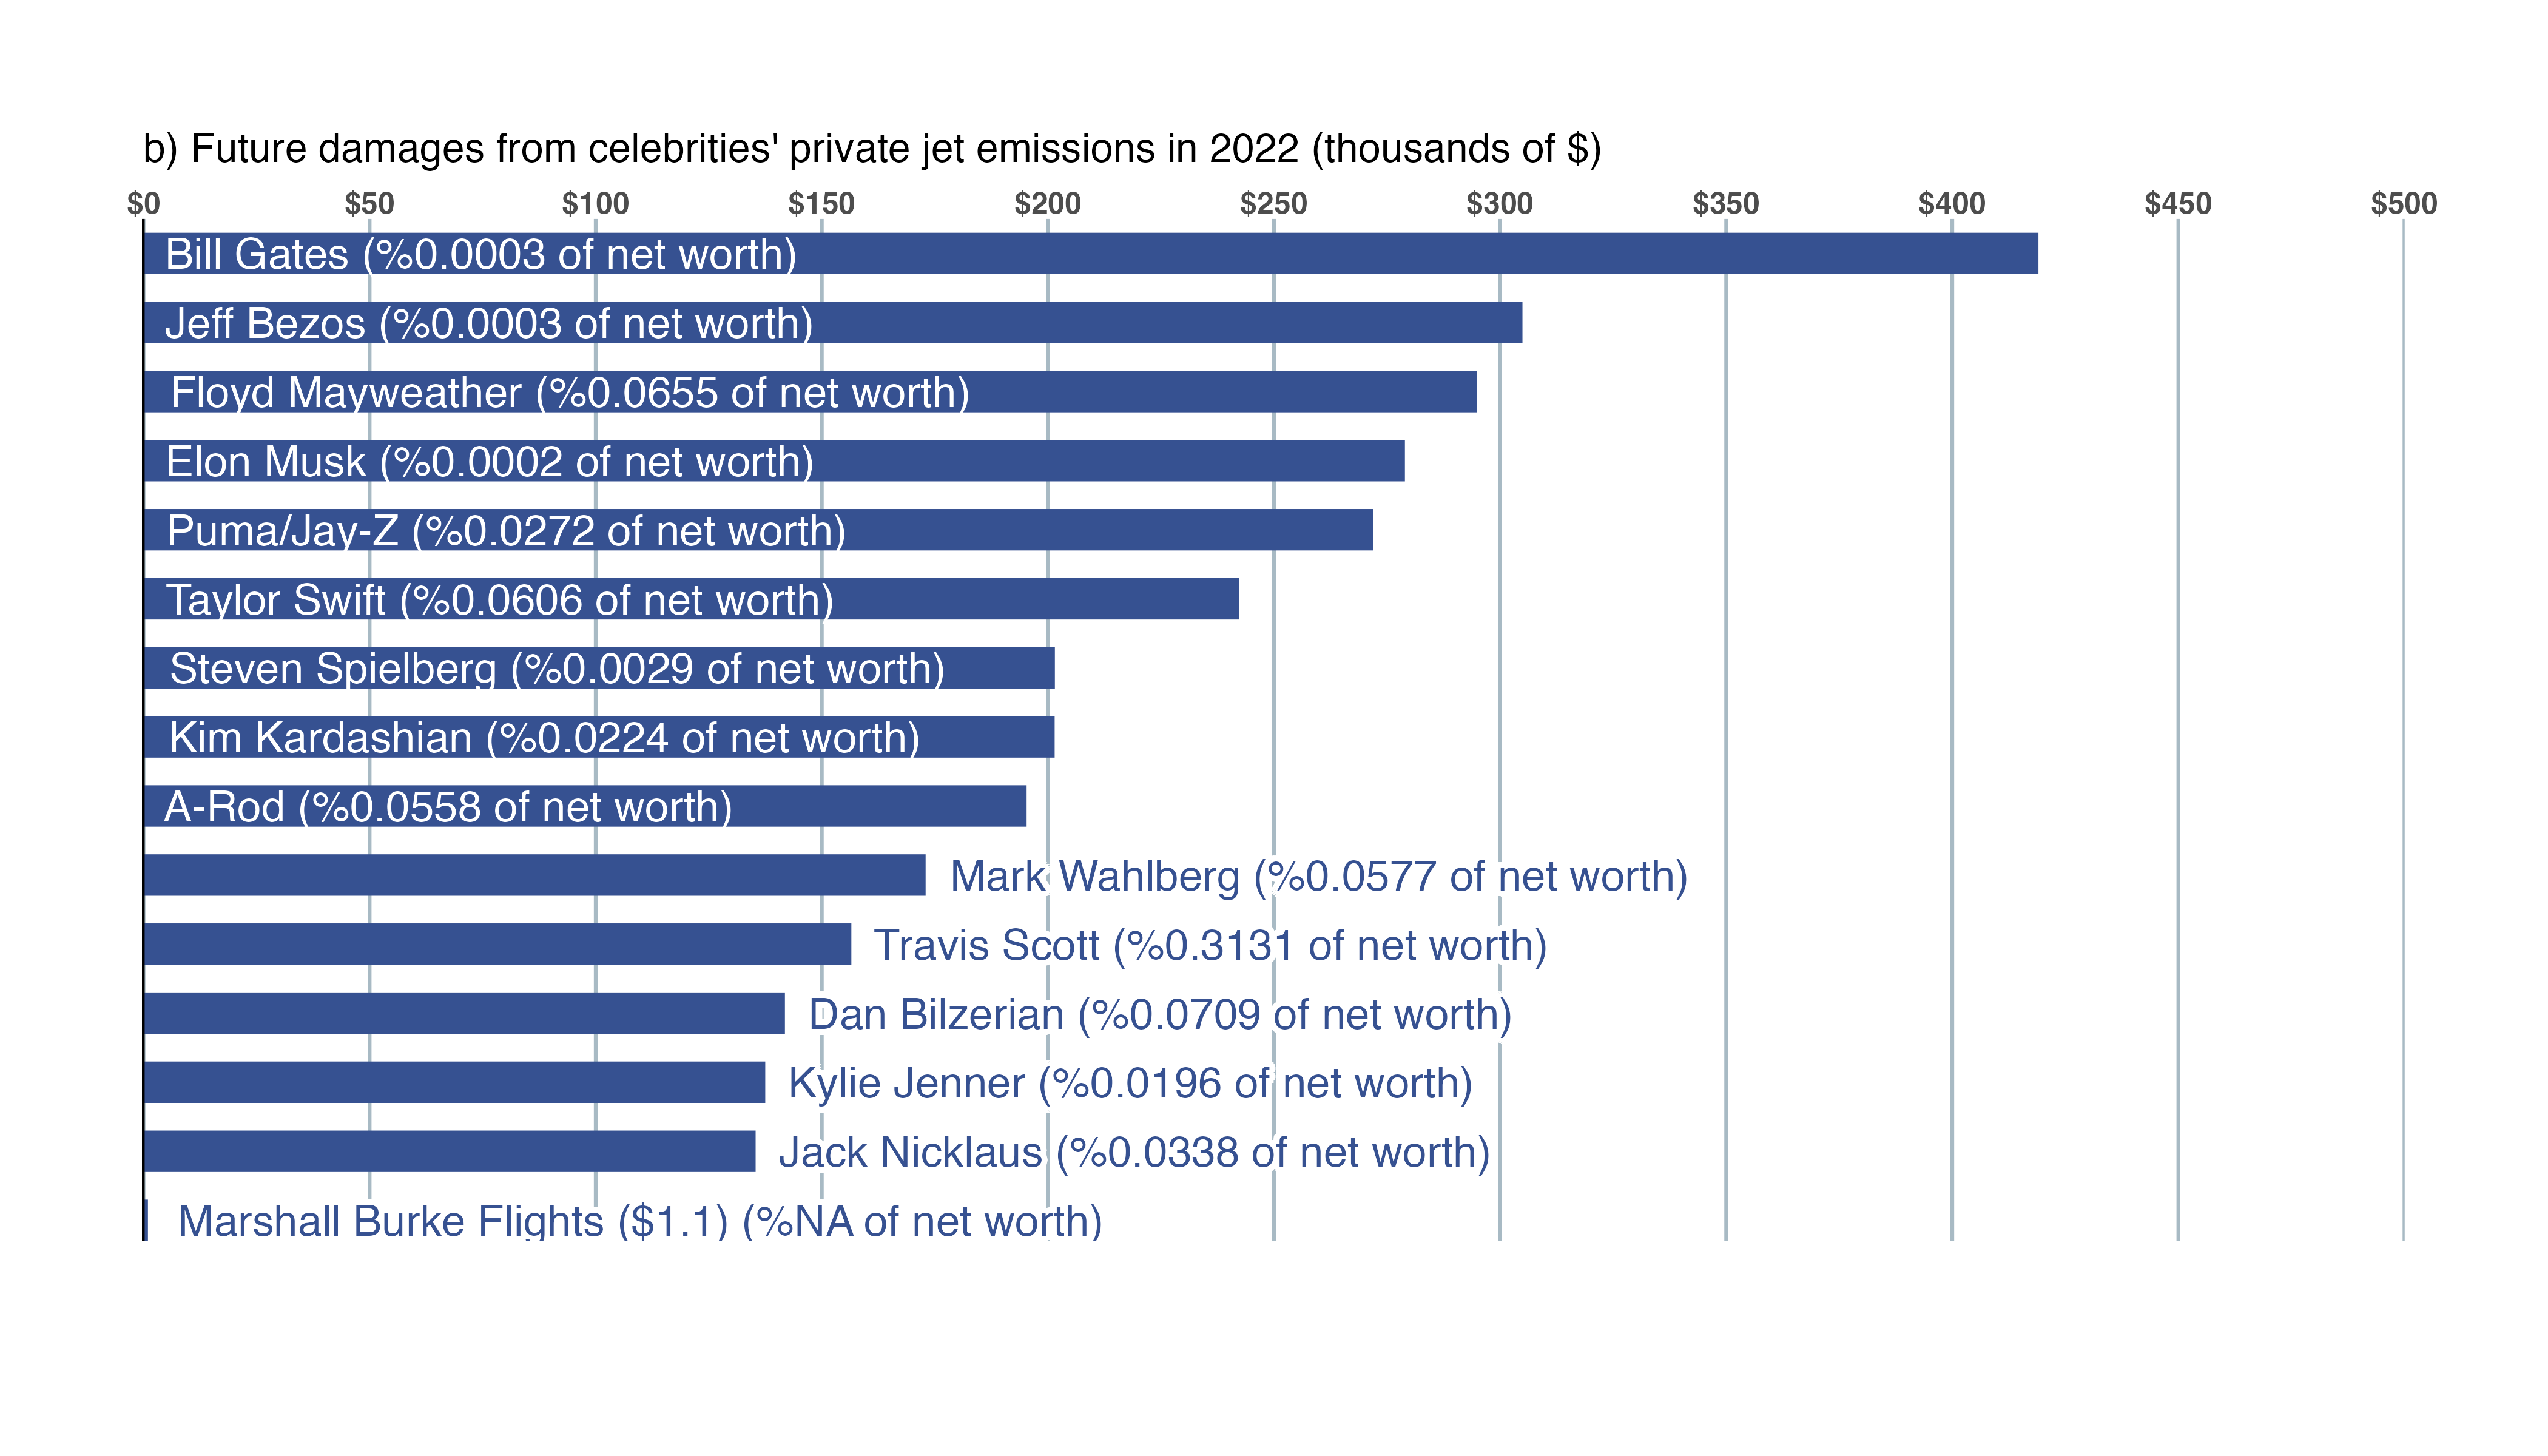 b) Future damages from celebrities' private jet emissions in 2022 (thousands of $)
$0 $50 $100 $150 $200 $250 $300 $350 $400 $450 $500
Bill Gates (%0.0003 of net worth)
Jeff Bezos (%0.0003 of net worth)
Floyd Mayweather (%0.0655 of net worth)
Elon Musk (%0.0002 of net worth)
Puma/Jay-Z (%0.0272 of net worth)
Taylor Swift (%0.0606 of net worth)
Steven Spielberg (%0.0029 of net worth)
Kim Kardashian (%0.0224 of net worth)
A-Rod (%0.0558 of net worth)
Mark Wahlberg (%0.0577 of net worth)
Travis Scott (%0.3131 of net worth)
Dan Bilzerian (%0.0709 of net worth)
Kylie Jenner (%0.0196 of net worth)
Jack Nicklaus (%0.0338 of net worth)
Marshall Burke Flights ($1.1) (%NA of net worth)